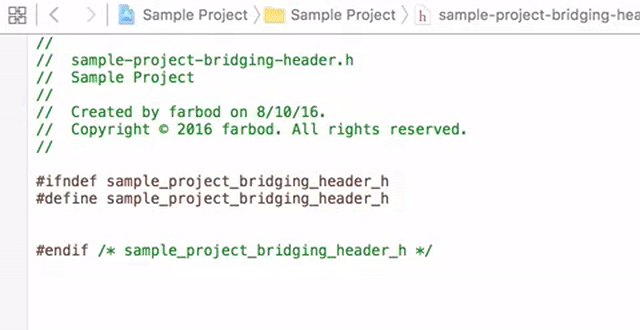 Sample Project Sample Project h sample-project-bridging-hea
//
// sample-project-bridging-header.h
// Sample Project
//
// Created by farbod on 8/10/16.
// Copyright © 2016 farbod. All rights reserved.
//
#ifndef sample_project_bridging_header_h
#define sample_project_bridging_header_h
#endif /* sample_project_bridging_header_h */